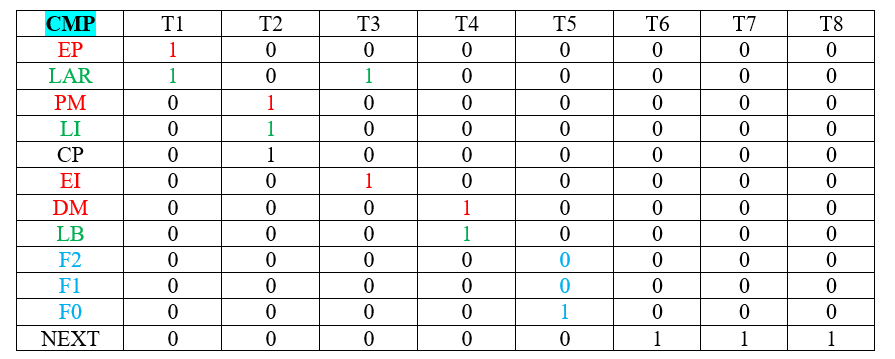 CMP T1 T2 T3 T4 T5 T6 T7 T8
EP 1 0 0 0 0 0 0 0
LAR 1 0 1 0 0 0 0 0
PM 0 1 0 0 0 0 0 0
LI 0 1 0 0 0 0 0 0
CP 0 1 0 0 0 0 0 0
EI 0 0 1 0 0 0 0 0
DM 0 0 0 1 0 0 0 0
LB 0 0 0 1 0 0 0 0
F2 0 0 0 0 0 0 0 0
F1 0 0 0 0 0 0 0 0
F0 0 0 0 0 1 0 0 0
NEXT 0 0 0 0 0 1 1 1